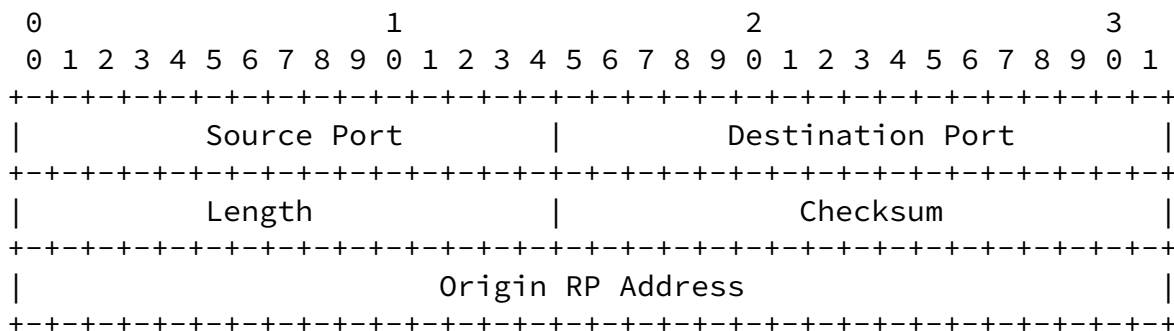 0                   1                   2                   3
 0 1 2 3 4 5 6 7 8 9 0 1 2 3 4 5 6 7 8 9 0 1 2 3 4 5 6 7 8 9 0 1
+-+-+-+-+-+-+-+-+-+-+-+-+-+-+-+-+-+-+-+-+-+-+-+-+-+-+-+-+-+-+-+-+
|          Source Port        |         Destination Port        |
+-+-+-+-+-+-+-+-+-+-+-+-+-+-+-+-+-+-+-+-+-+-+-+-+-+-+-+-+-+-+-+-+
|          Length             |             Checksum            |
+-+-+-+-+-+-+-+-+-+-+-+-+-+-+-+-+-+-+-+-+-+-+-+-+-+-+-+-+-+-+-+-+
|                       Origin RP Address                       |
+-+-+-+-+-+-+-+-+-+-+-+-+-+-+-+-+-+-+-+-+-+-+-+-+-+-+-+-+-+-+-+-+